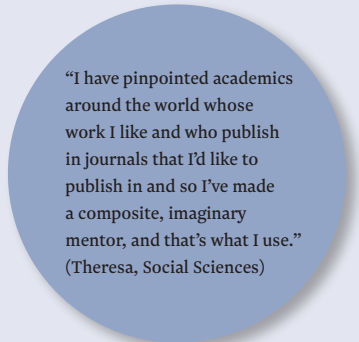 “I have pinpointed academics
around the world whose
work I like and who publish
in journals that I’d like to
publish in and so I’ve made
a composite, imaginary
mentor, and that’s what I use.”
(Theresa, Social Sciences)